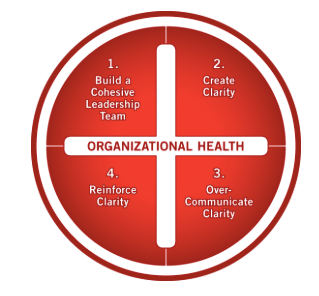 1.
Build a
Cohesive
Leadership
Team
2.
Create
Clarity
ORGANIZATIONAL HEALTH
4.
Reinforce
Clarity
3.
Over-
Communicate
Clarity